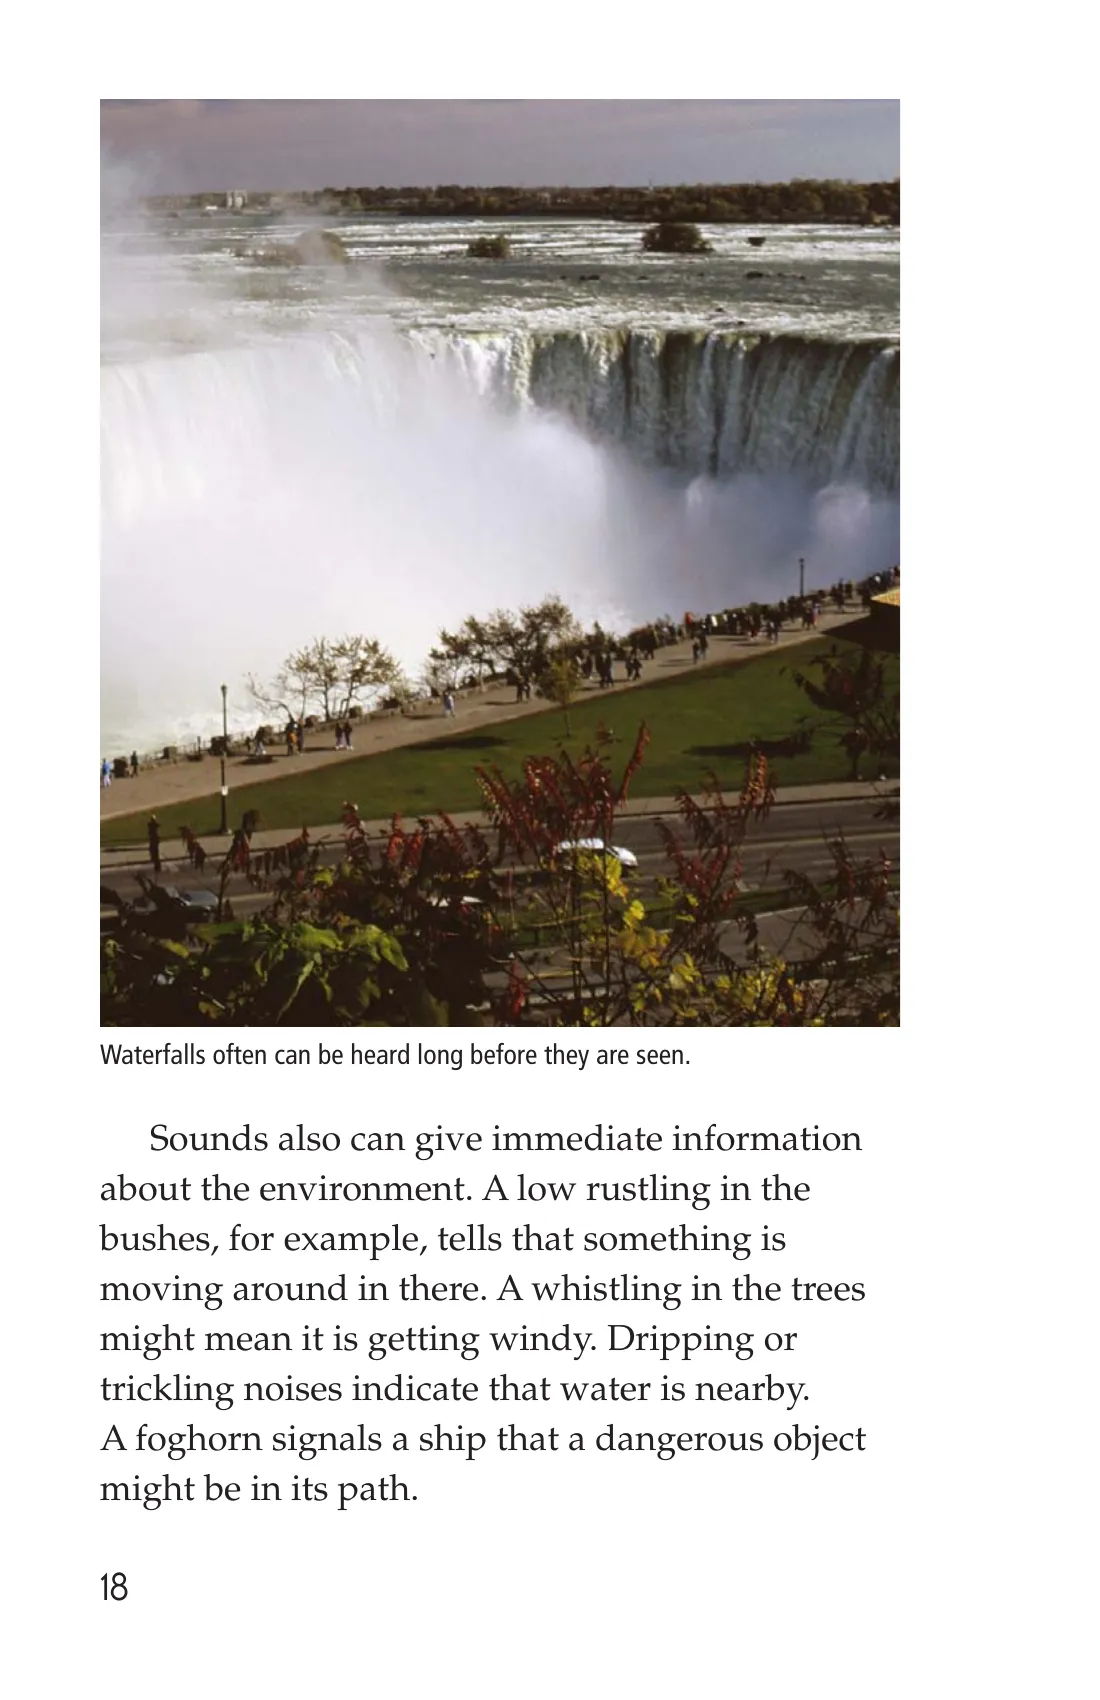 Waterfalls often can be heard long before they are seen.
Sounds also can give immediate information
about the environment. A low rustling in the
bushes, for example, tells that something is
moving around in there. A whistling in the trees
might mean it is getting windy. Dripping or
trickling noises indicate that water is nearby.
A foghorn signals a ship that a dangerous object
might be in its path.
18